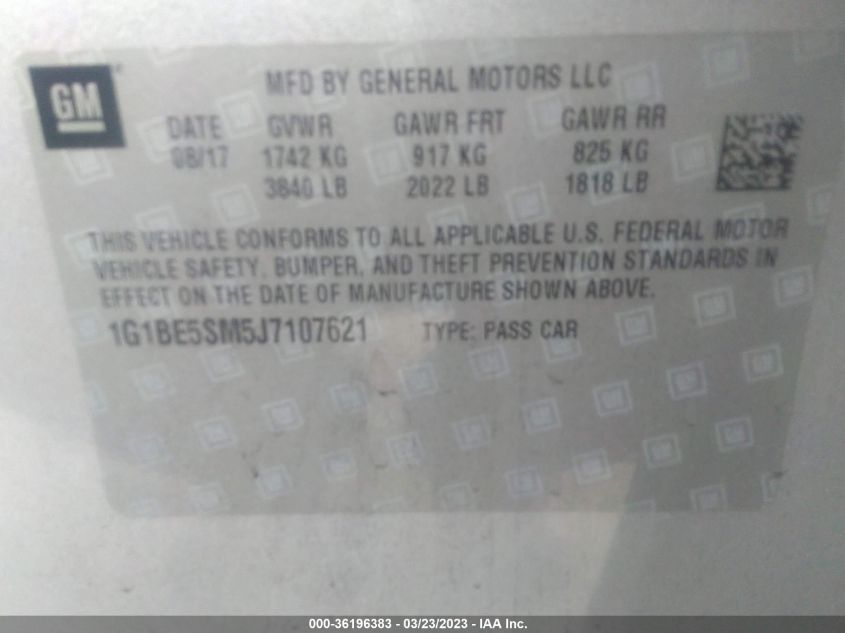 GM
MFD BY GENERAL MOTORS LLC
DATE GVWR GAWR FRT GAWR RR
08/17 1742 KG 917 KG 825 KG
3840 LB 2022 LB 1818 LB
THIS VEHICLE CONFORMS TO ALL APPLICABLE U.S. FEDERAL MOTOR
VEHICLE SAFETY, BUMPER, AND THEFT PREVENTION STANDARDS IN
EFFECT ON THE DATE OF MANUFACTURE SHOWN ABOVE.
1G1BE5SM5J7107621 TYPE: PASS CAR
000-36196383 / 03/23/2023 - IAA Inc.